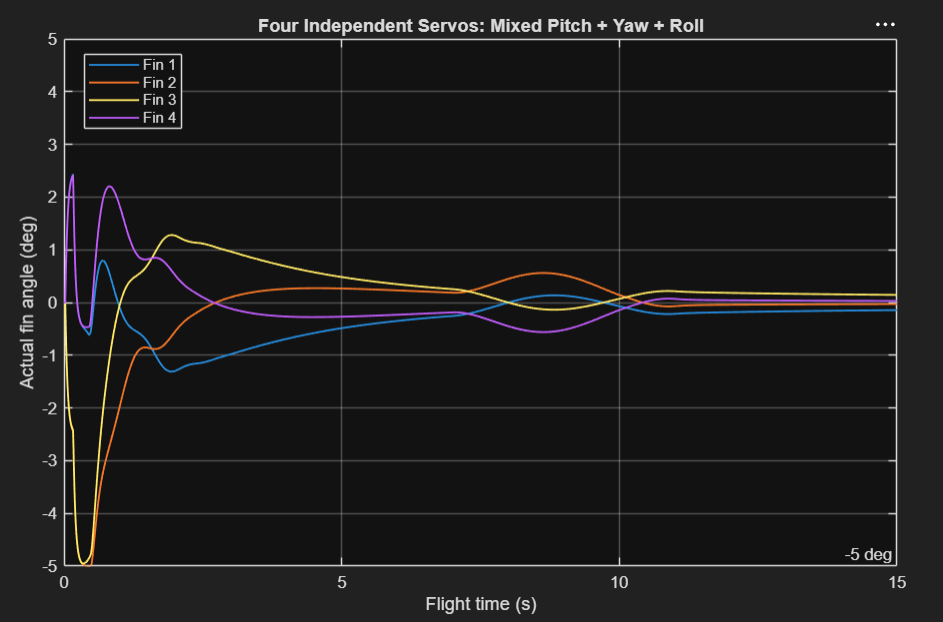 Four Independent Servos: Mixed Pitch + Yaw + Roll
Fin 1
Fin 2
Fin 3
Fin 4
5
4
3
2
1
0
-1
-2
-3
-4
-5
Actual fin angle (deg)
-5 deg
0
5
10
15
Flight time (s)